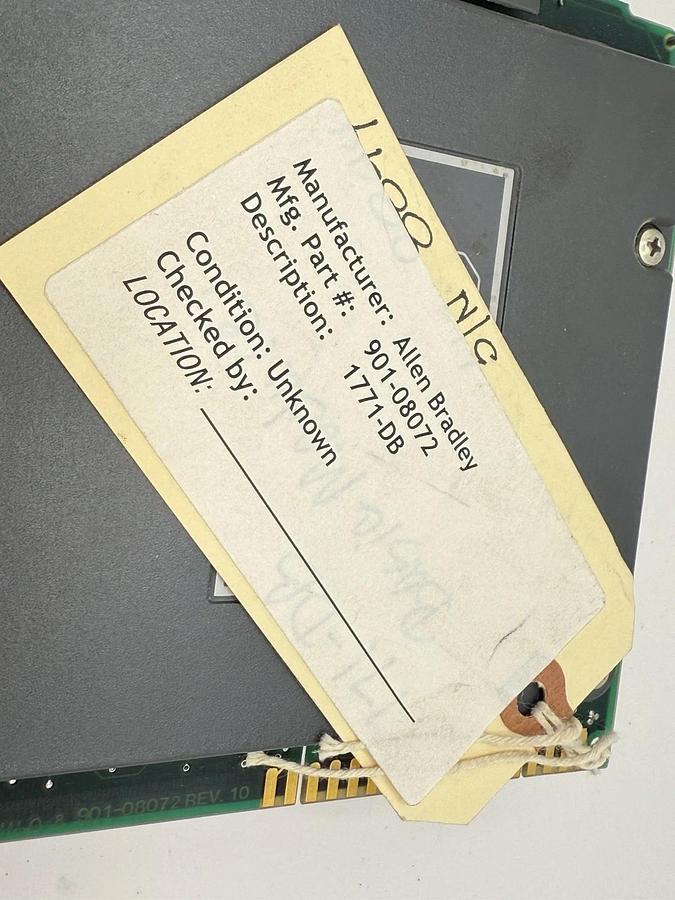 Manufacturer: Allen Bradley
Mfg. Part #: 901-08072
Description: 1771-DB
Condition: Unknown
Checked by:
LOCATION:
N/C
901-08072 REV. 10